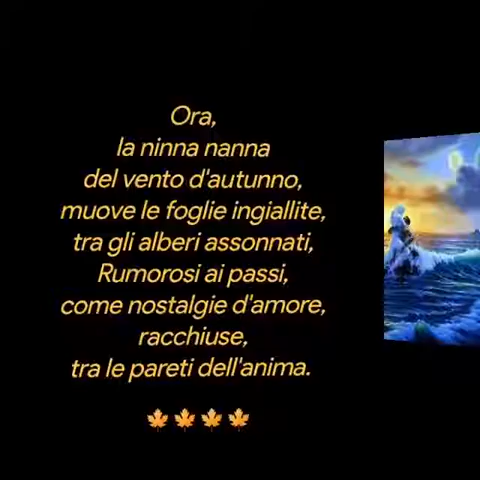 Ora,
la ninna nanna
del vento d'autunno,
muove le foglie ingiallite,
tra gli alberi assonnati,
Rumorosi ai passi,
come nostalgie d'amore,
racchiuse,
tra le pareti dell'anima.
🍁🍁🍁🍁